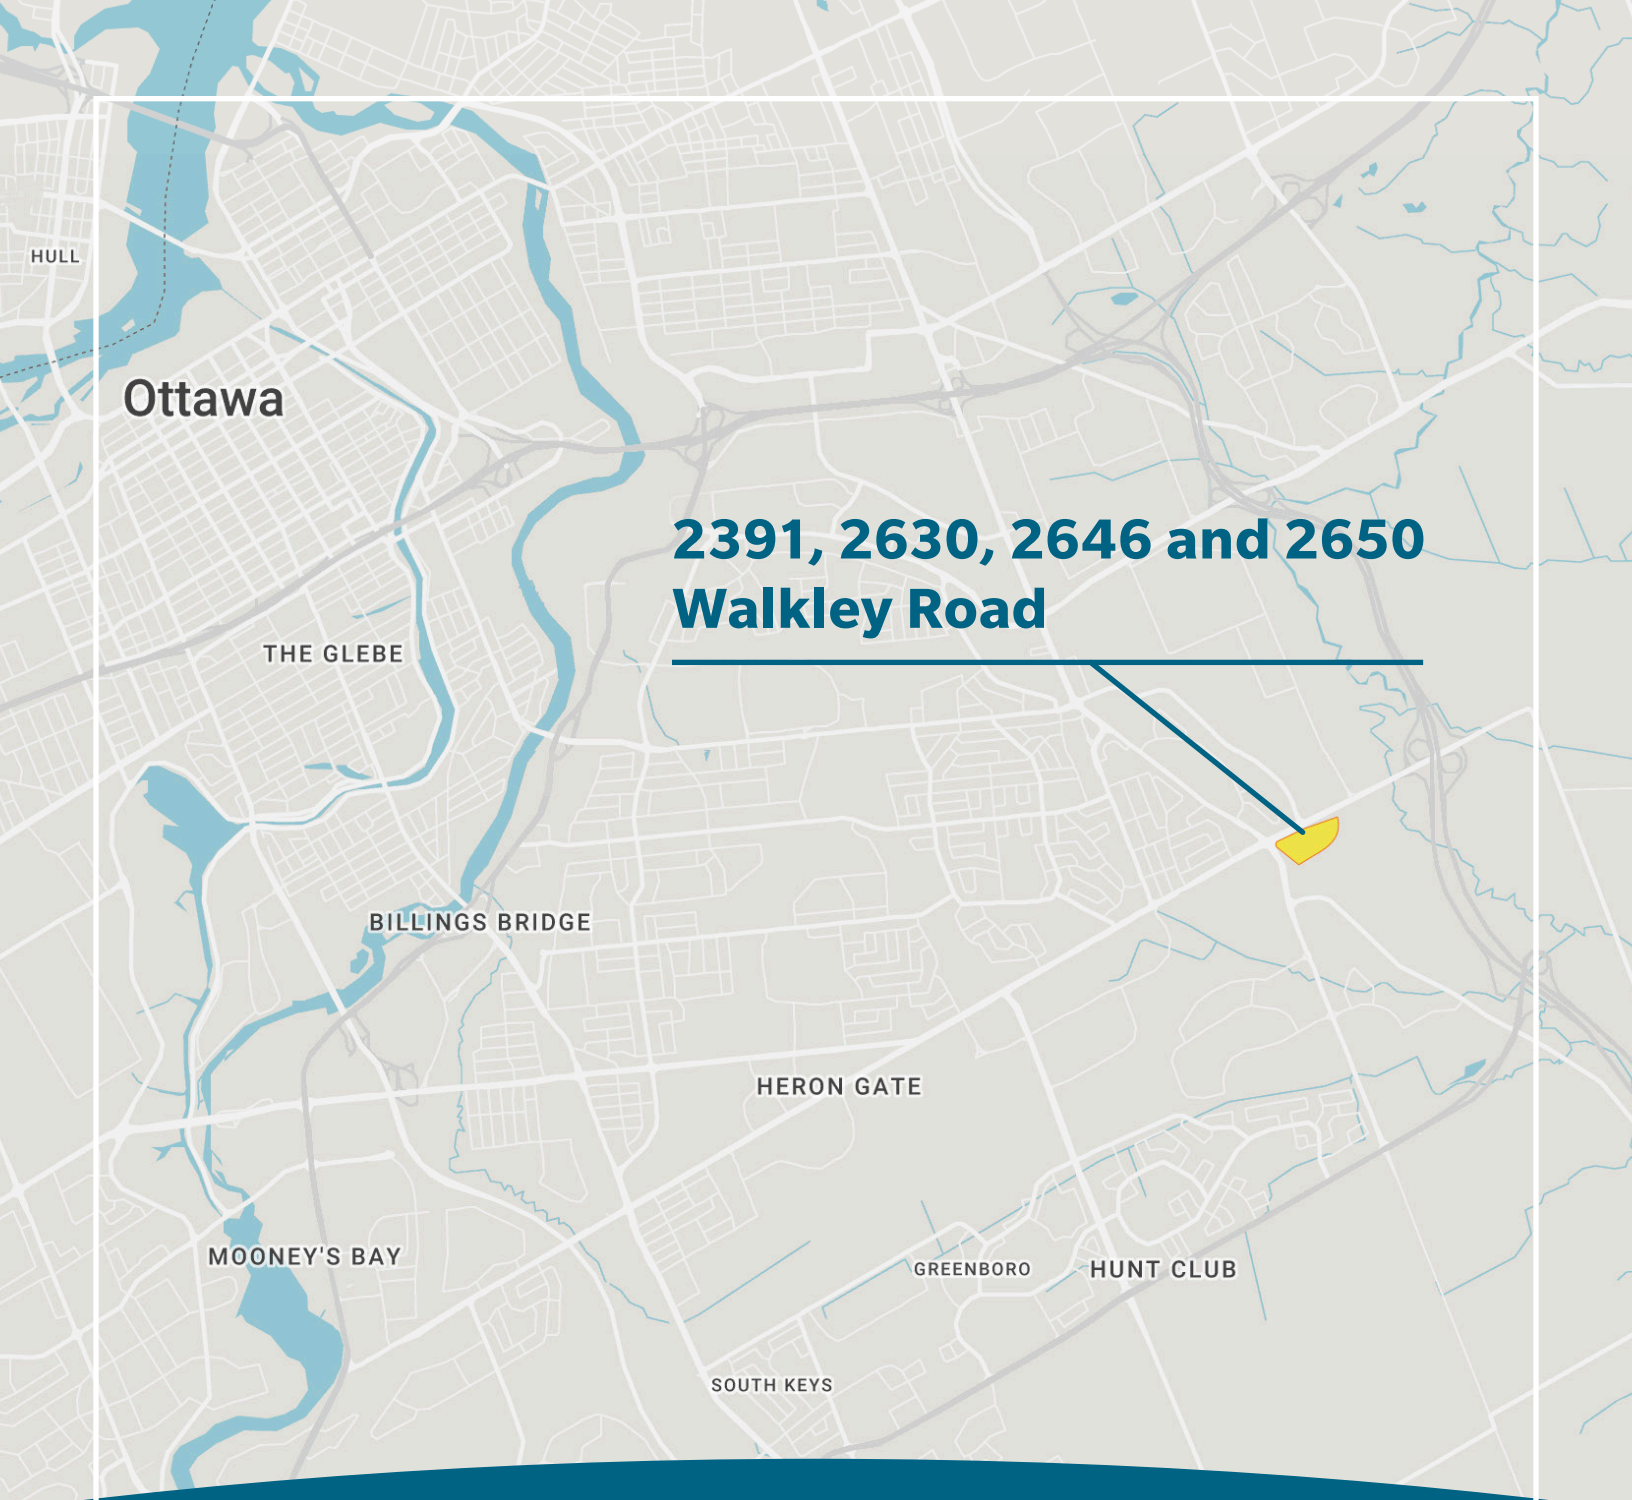 HULL
Ottawa
2391, 2630, 2646 and 2650
Walkley Road
THE GLEBE
BILLINGS BRIDGE
HERON GATE
MOONEY'S BAY
GREENBORO
HUNT CLUB
SOUTH KEYS